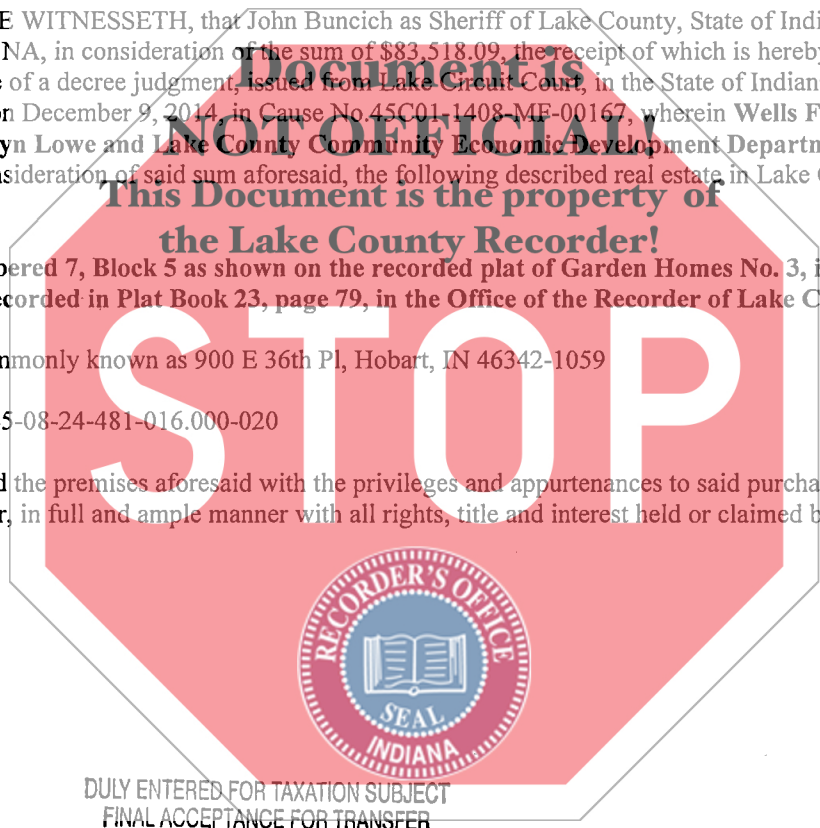 E WITNESSETH, that John Buncich as Sheriff of Lake County, State of Indi
NA, in consideration of the sum of $83,518.09, the receipt of which is hereby
of a decree judgment, issued from Lake Circuit Court, in the State of Indian
n December 9, 2014, in Cause No.45C01-1408-MF-00167, wherein Wells F
yn Lowe and Lake County Community Economic Development Departm
nsideration of said sum aforesaid, the following described real estate in Lake
Document is
NOT OFFICIAL!
This Document is the property of
the Lake County Recorder!
bered 7, Block 5 as shown on the recorded plat of Garden Homes No. 3, i
ecorded in Plat Book 23, page 79, in the Office of the Recorder of Lake C
STOP
mmonly known as 900 E 36th Pl, Hobart, IN 46342-1059
5-08-24-481-016.000-020
d the premises aforesaid with the privileges and appurtenances to said purcha
r, in full and ample manner with all rights, title and interest held or claimed b
RECORDER'S OFFICE
SEAL
INDIANA
DULY ENTERED FOR TAXATION SUBJECT
FINAL ACCEPTANCE FOR TRANSFER